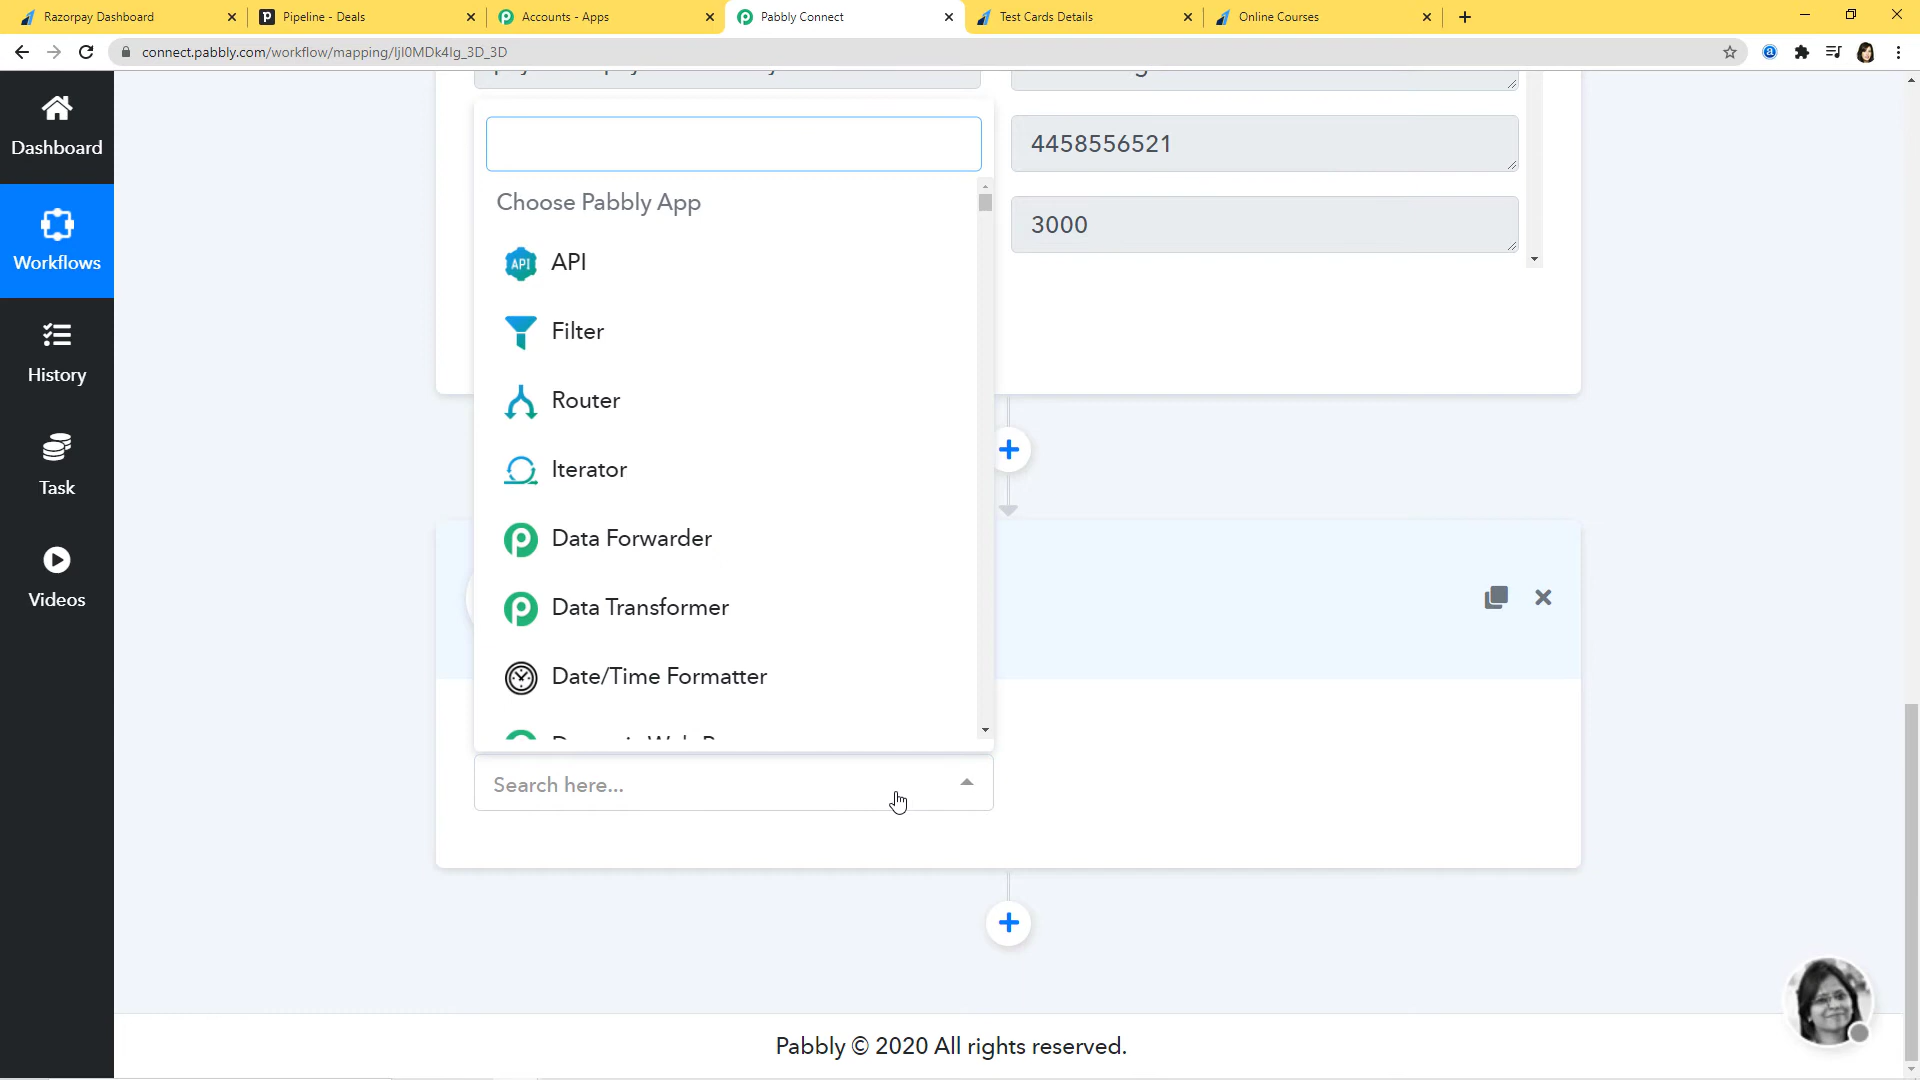 Razorpay Dashboard
Pipeline - Deals
Accounts - Apps
Pabbly Connect
Test Cards Details
Online Courses
connect.pabbly.com/workflow/mapping/IjI0MDk4Ig_3D_3D
Dashboard
Workflows
History
Task
Videos
4458556521
3000
Choose Pabbly App
API
API
Filter
Router
Iterator
Data Forwarder
Data Transformer
Date/Time Formatter
Search here...
Pabbly © 2020 All rights reserved.